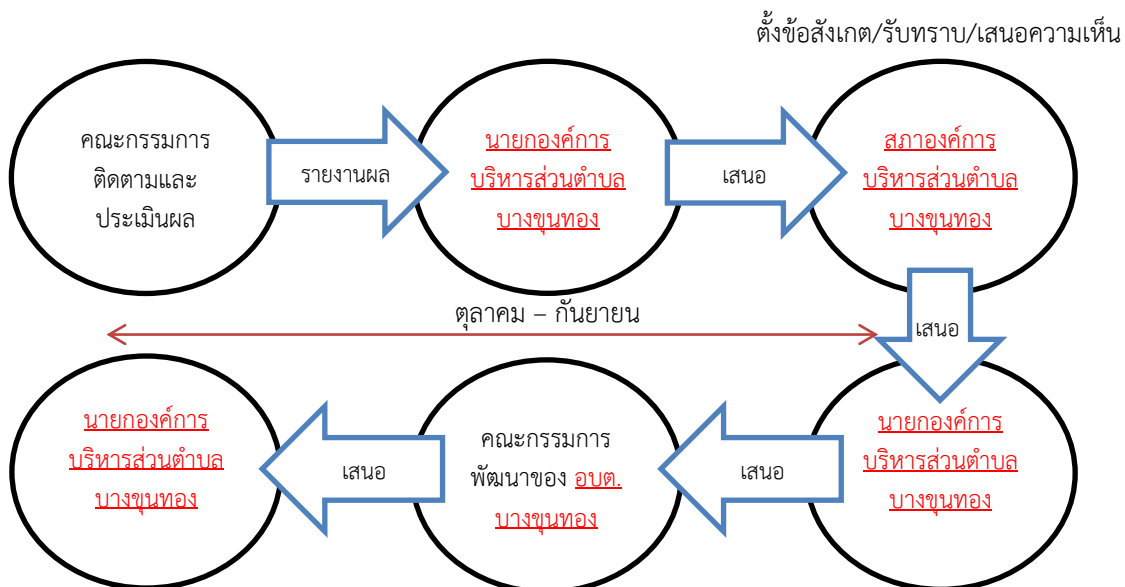 ตั้งข้อสังเกต/รับทราบ/เสนอความเห็น
คณะกรรมการ
ติดตามและ
ประเมินผล
รายงานผล
นายกองค์การ
บริหารส่วนตำบล
บางขุนทอง
เสนอ
สภาองค์การ
บริหารส่วนตำบล
บางขุนทอง
เสนอ
ตุลาคม – กันยายน
นายกองค์การ
บริหารส่วนตำบล
บางขุนทอง
เสนอ
คณะกรรมการ
พัฒนาของ อบต.
บางขุนทอง
เสนอ
นายกองค์การ
บริหารส่วนตำบล
บางขุนทอง